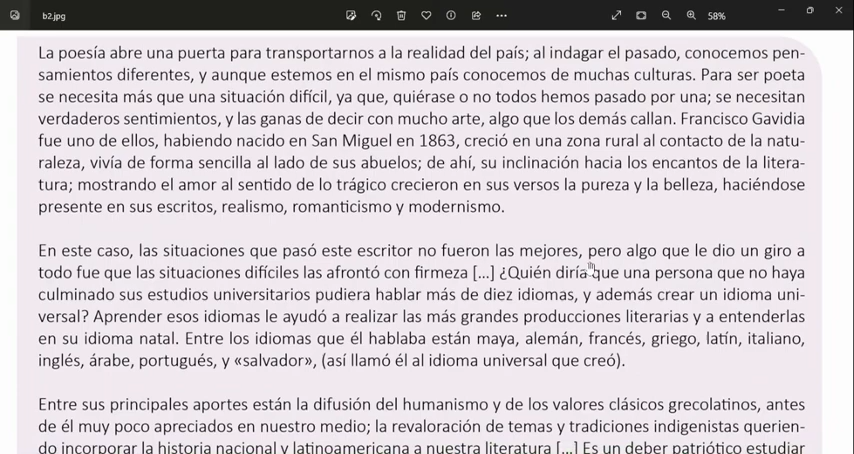 b2.jpg
58%
La poesía abre una puerta para transportarnos a la realidad del país; al indagar el pasado, conocemos pen-
samientos diferentes, y aunque estemos en el mismo país conocemos de muchas culturas. Para ser poeta
se necesita más que una situación difícil, ya que, quiérase o no todos hemos pasado por una; se necesitan
verdaderos sentimientos, y las ganas de decir con mucho arte, algo que los demás callan. Francisco Gavidia
fue uno de ellos, habiendo nacido en San Miguel en 1863, creció en una zona rural al contacto de la natu-
raleza, vivía de forma sencilla al lado de sus abuelos; de ahí, su inclinación hacia los encantos de la litera-
tura; mostrando el amor al sentido de lo trágico crecieron en sus versos la pureza y la belleza, haciéndose
presente en sus escritos, realismo, romanticismo y modernismo.
En este caso, las situaciones que pasó este escritor no fueron las mejores, pero algo que le dio un giro a
todo fue que las situaciones difíciles las afrontó con firmeza [...] ¿Quién diría que una persona que no haya
culminado sus estudios universitarios pudiera hablar más de diez idiomas, y además crear un idioma uni-
versal? Aprender esos idiomas le ayudó a realizar las más grandes producciones literarias y a entenderlas
en su idioma natal. Entre los idiomas que él hablaba están maya, alemán, francés, griego, latín, italiano,
inglés, árabe, portugués, y «salvador», (así llamó él al idioma universal que creó).
Entre sus principales aportes están la difusión del humanismo y de los valores clásicos grecolatinos, antes
de él muy poco apreciados en nuestro medio; la revaloración de temas y tradiciones indigenistas querien-
do incorporar la historia nacional y latinoamericana a nuestra literatura [...] Es un deber patriótico estudiar